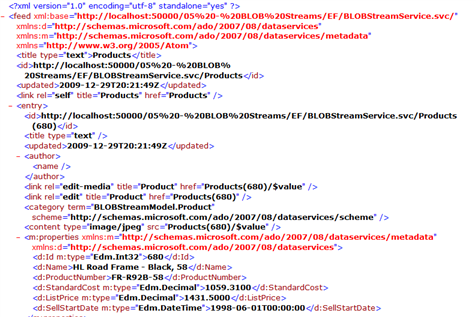 <?xml version="1.0" encoding="utf-8" standalone="yes" ?>
- <feed xml:base="http://localhost:50000/05%20-%20BLOB%20Streams/EF/BLOBStreamService.svc/"
xmlns:d="http://schemas.microsoft.com/ado/2007/08/dataservices"
xmlns:m="http://schemas.microsoft.com/ado/2007/08/dataservices/metadata"
xmlns="http://www.w3.org/2005/Atom">
<title type="text">Products</title>
<id>http://localhost:50000/05%20-%20BLOB%
20Streams/EF/BLOBStreamService.svc/Products</id>
<updated>2009-12-29T20:21:49Z</updated>
<link rel="self" title="Products" href="Products" />
- <entry>
<id>http://localhost:50000/05%20-%20BLOB%20Streams/EF/BLOBStreamService.svc/Products
(680)</id>
<title type="text" />
<updated>2009-12-29T20:21:49Z</updated>
- <author>
<name />
</author>
<link rel="edit-media" title="Product" href="Products(680)/$value" />
<link rel="edit" title="Product" href="Products(680)" />
<category term="BLOBStreamModel.Product"
scheme="http://schemas.microsoft.com/ado/2007/08/dataservices/scheme" />
<content type="image/jpeg" src="Products(680)/$value" />
- <m:properties xmlns:m="http://schemas.microsoft.com/ado/2007/08/dataservices/metadata"
xmlns:d="http://schemas.microsoft.com/ado/2007/08/dataservices">
<d:Id m:type="Edm.Int32">680</d:Id>
<d:Name>HL Road Frame - Black, 58</d:Name>
<d:ProductNumber>FR-R92B-58</d:ProductNumber>
<d:StandardCost m:type="Edm.Decimal">1059.3100</d:StandardCost>
<d:ListPrice m:type="Edm.Decimal">1431.5000</d:ListPrice>
<d:SellStartDate m:type="Edm.DateTime">1998-06-01T00:00:00</d:SellStartDate>